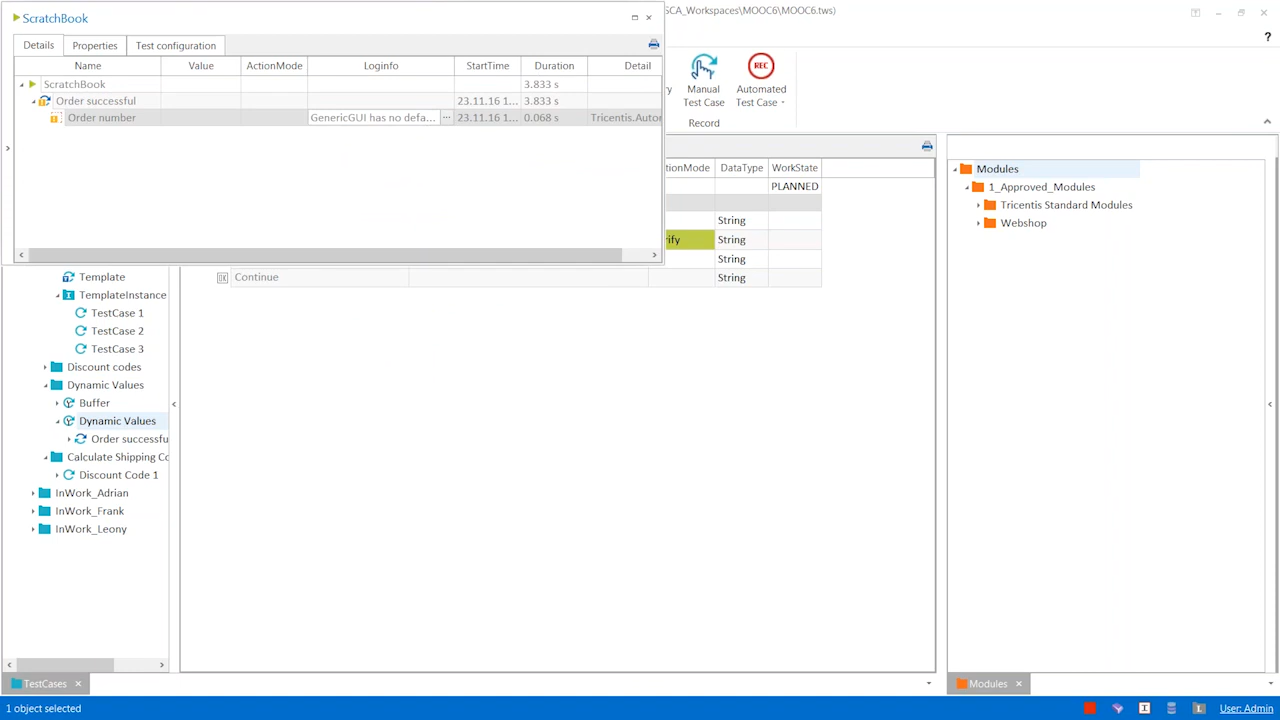 ScratchBook
SCA_Workspaces\MOOC6\MOOC6.tws)
?
Details
Properties
Test configuration
Name
Value
ActionMode
Loginfo
StartTime
Duration
Detail
ScratchBook
3.833 s
Order successful
23.11.16 1...
3.833 s
Order number
GenericGUI has no defa...
...
23.11.16 1...
0.068 s
Tricentis.Autor
REC
Manual
Test Case
Automated
Test Case
Record
tionMode
DataType
WorkState
PLANNED
String
ify
String
String
Continue
String
Template
TemplateInstance
TestCase 1
TestCase 2
TestCase 3
Discount codes
Dynamic Values
Buffer
Dynamic Values
Order successfu
Calculate Shipping Co
Discount Code 1
InWork_Adrian
InWork_Frank
InWork_Leony
TestCases
Modules
1_Approved_Modules
Tricentis Standard Modules
Webshop
Modules
1 object selected
User: Admin